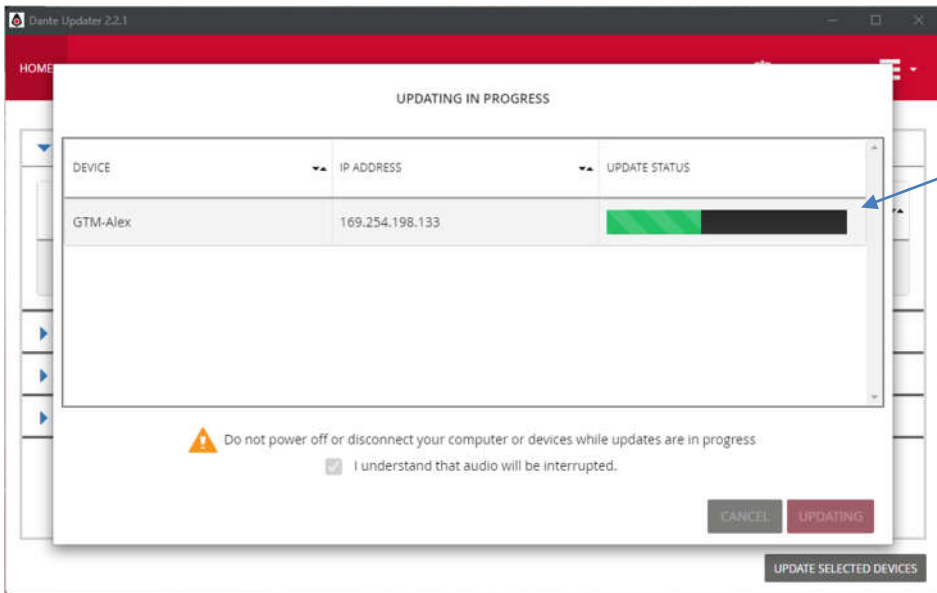 Dante Updater 2.2.1
HOME
UPDATING IN PROGRESS
DEVICE IP ADDRESS UPDATE STATUS
GTM-Alex 169.254.198.133
Do not power off or disconnect your computer or devices while updates are in progress
I understand that audio will be interrupted.
CANCEL UPDATING
UPDATE SELECTED DEVICES